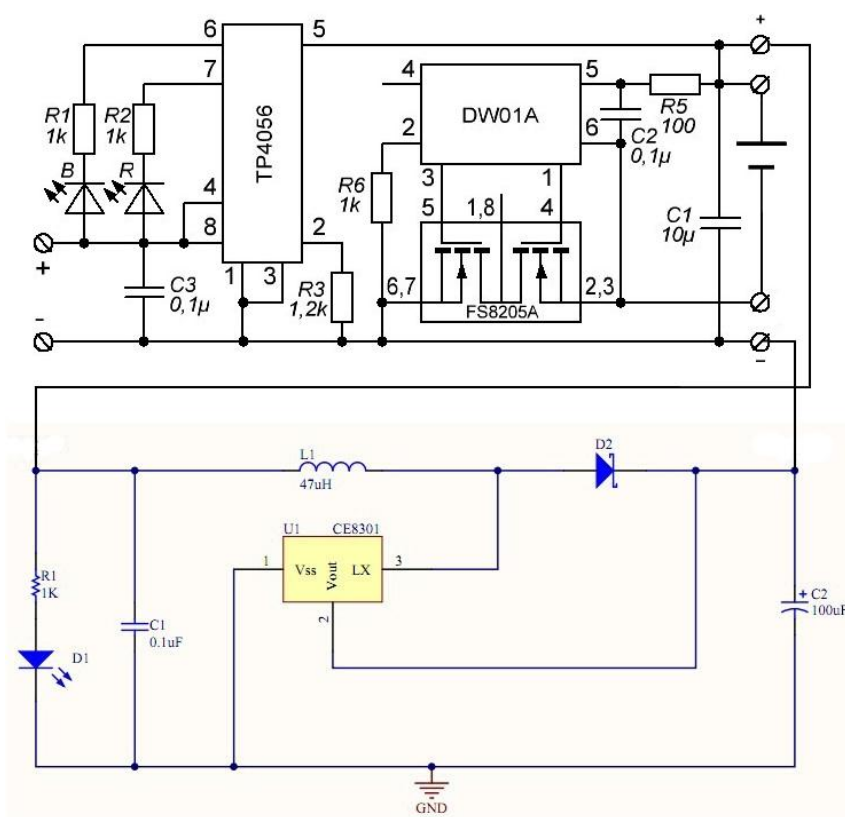 6
5
+
7
4
5
R1
1k
R2
1k
TP4056
DW01A
R5
100
2
6
C2
0,1µ
B
R
R6
1k
3
1
4
5
1,8
4
C1
10µ
8
2
+
1
3
C3
0,1µ
R3
1,2k
6,7
2,3
FS8205A
-
-
L1
47uH
D2
U1
CE8301
1
Vss
Vout
LX
3
2
R1
1K
C1
0.1uF
D1
+
C2
100uF
GND